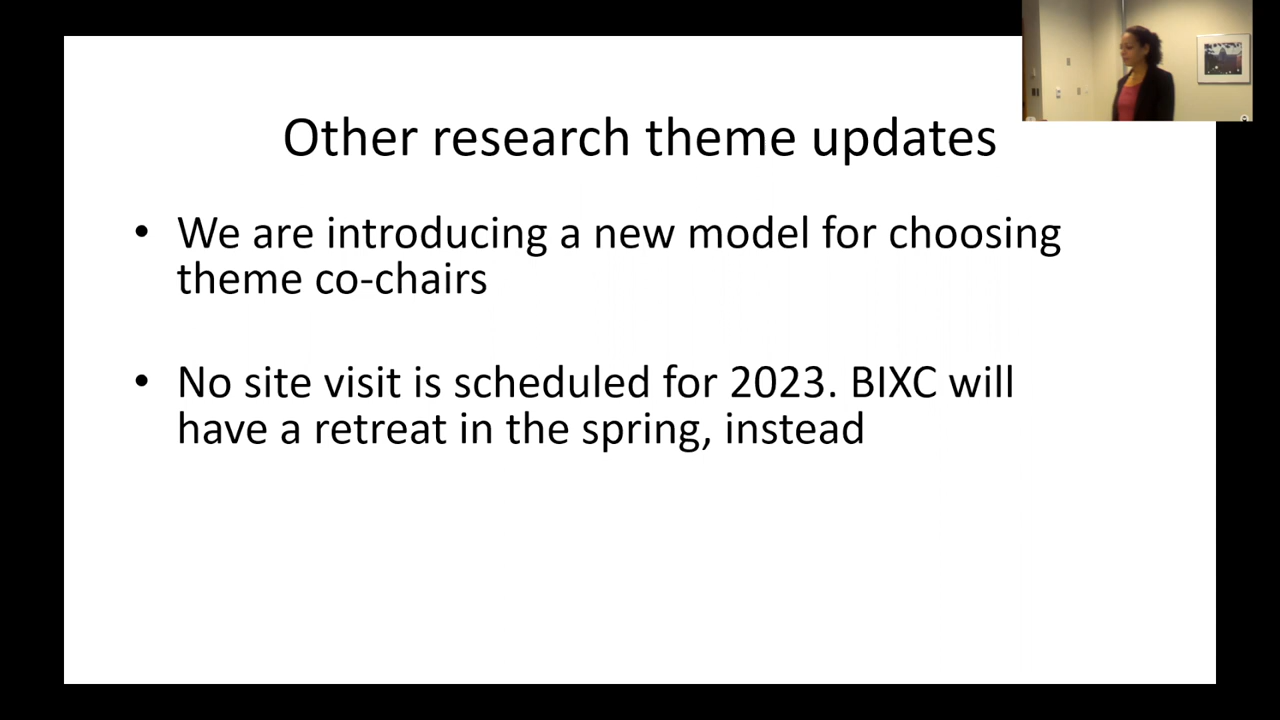 Other research theme updates
• We are introducing a new model for choosing
theme co-chairs
• No site visit is scheduled for 2023. BIXC will
have a retreat in the spring, instead